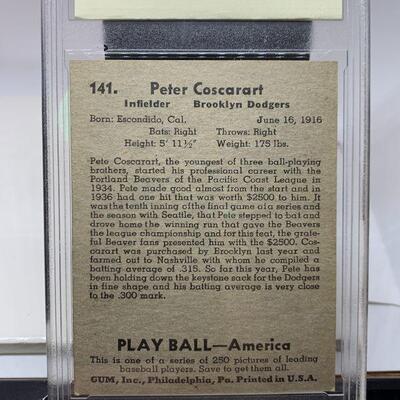 141. Peter Coscarart
Infielder Brooklyn Dodgers
Born: Escondido, Cal. June 16, 1916
Bats: Right Throws: Right
Height: 5' 11½" Weight: 175 lbs.
Pete Coscarart, the youngest of three ball-playing
brothers, started his professional career with the
Portland Beavers of the Pacific Coast League in
1934. Pete made good almost from the start and in
1936 had one hit that was worth $2500 to him. It
was the tenth inning of the final game of a series and
the season with Seattle, that Pete stepped to bat and
drove home the winning run that gave the Beavers
the league championship and for this feat, the grate-
ful Beaver fans presented him with the $2500. Cos-
cararat was purchased by Brooklyn last year and
farmed out to Nashville with whom he compiled a
batting average of .315. So far this year, Pete has
been holding down the keystone sack for the Dodgers
in fine shape and his batting average is very close
to the .300 mark.
PLAY BALL—America
This is one of a series of 250 pictures of leading
baseball players. Save to get them all.
GUM, Inc., Philadelphia, Pa. Printed in U.S.A.